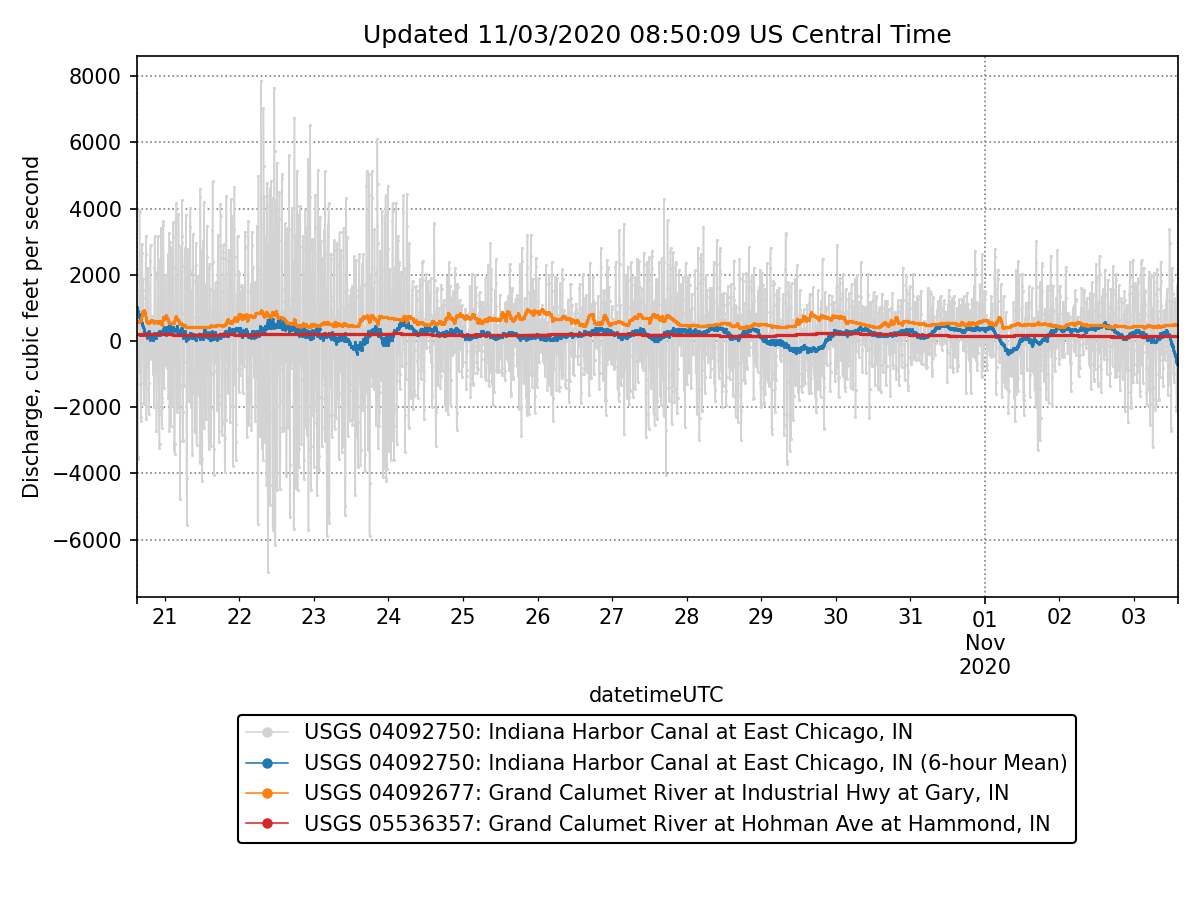 Updated 11/03/2020 08:50:09 US Central Time
Discharge, cubic feet per second
8000
6000
4000
2000
0
−2000
−4000
−6000
21 22 23 24 25 26 27 28 29 30 31 01 02 03
Nov
2020
datetimeUTC
USGS 04092750: Indiana Harbor Canal at East Chicago, IN
USGS 04092750: Indiana Harbor Canal at East Chicago, IN (6-hour Mean)
USGS 04092677: Grand Calumet River at Industrial Hwy at Gary, IN
USGS 05536357: Grand Calumet River at Hohman Ave at Hammond, IN